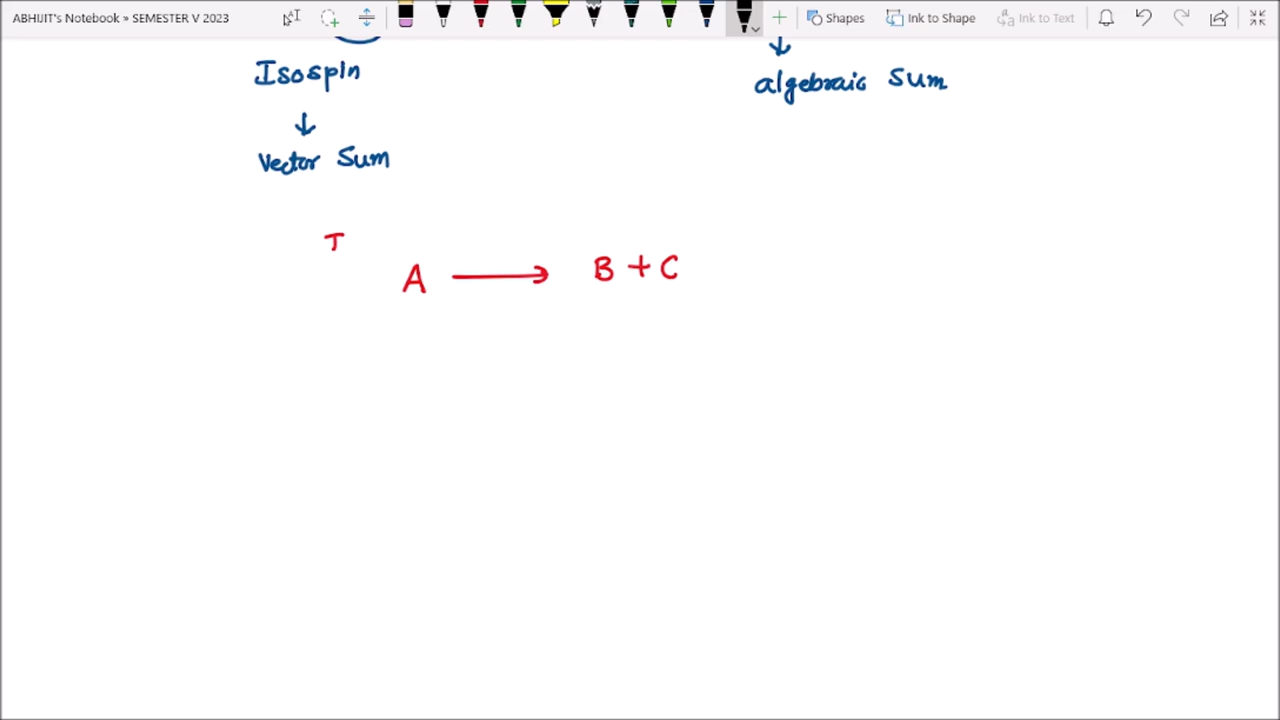 ABHIJIT's Notebook » SEMESTER V 2023
Shapes
Ink to Shape
Ink to Text
Isospin
algebraic Sum
↓
Vector Sum
T
A → B + C